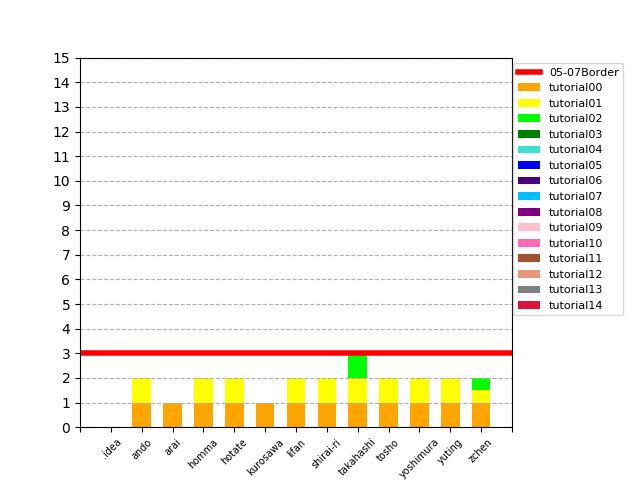 15
14
13
12
11
10
9
8
7
6
5
4
3
2
1
0
.idea
ando
arai
homma
hotate
kurosawa
lifan
shirai-ri
takahashi
tosho
yoshimura
yuting
zchen
05-07Border
tutorial00
tutorial01
tutorial02
tutorial03
tutorial04
tutorial05
tutorial06
tutorial07
tutorial08
tutorial09
tutorial10
tutorial11
tutorial12
tutorial13
tutorial14